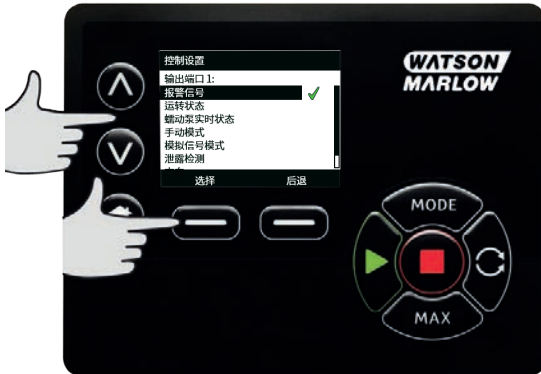 控制设置
输出端口 1:
报警信号
运转状态
蠕动泵实时状态
手动模式
模拟信号模式
泄露检测
选择 后退
WATSON
MARLOW
MODE
MAX